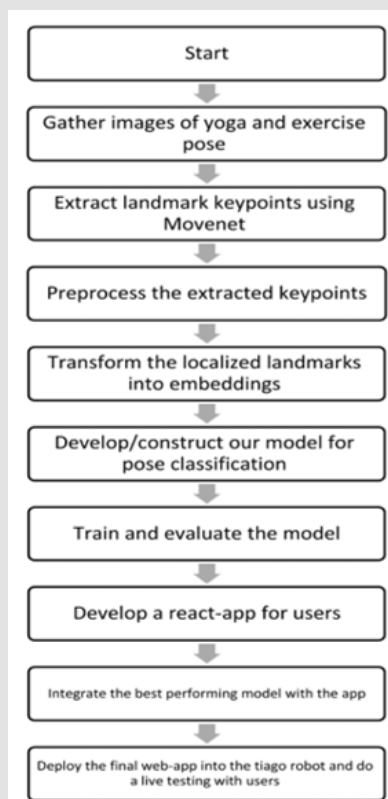 Start
Gather images of yoga and exercise
pose
Extract landmark keypoints using
Movenet
Preprocess the extracted keypoints
Transform the localized landmarks
into embeddings
Develop/construct our model for
pose classification
Train and evaluate the model
Develop a react-app for users
Integrate the best performing model with the app
Deploy the final web-app into the tiago robot and do
a live testing with users